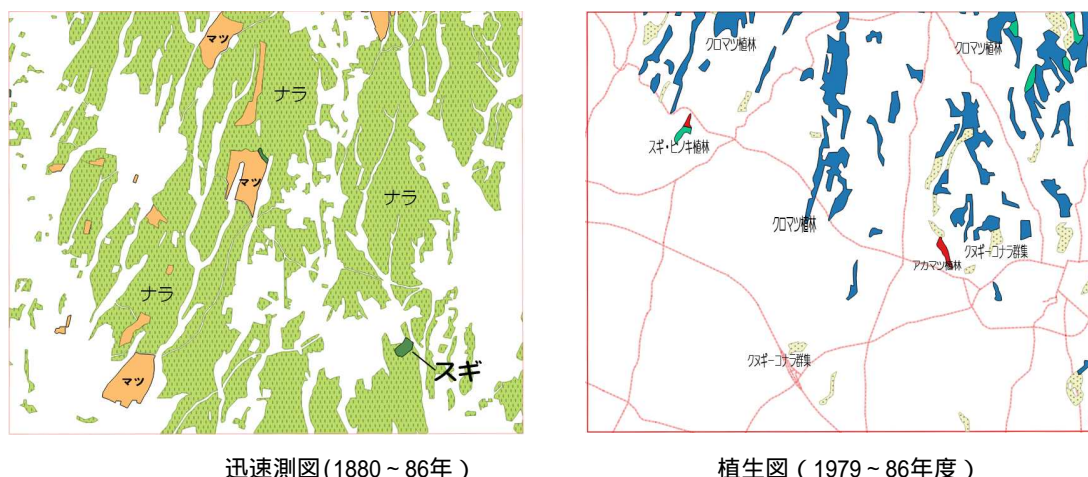 マツ
ナラ
マツ
ナラ
ナラ
マツ
スギ
迅速測図(1880~86年)
クロマツ植林
クロマツ植林
スギ・ヒノキ植林
クロマツ植林
クヌギーコナラ群集
アカマツ植林
クヌギーコナラ群集
植生図(1979~86年度)